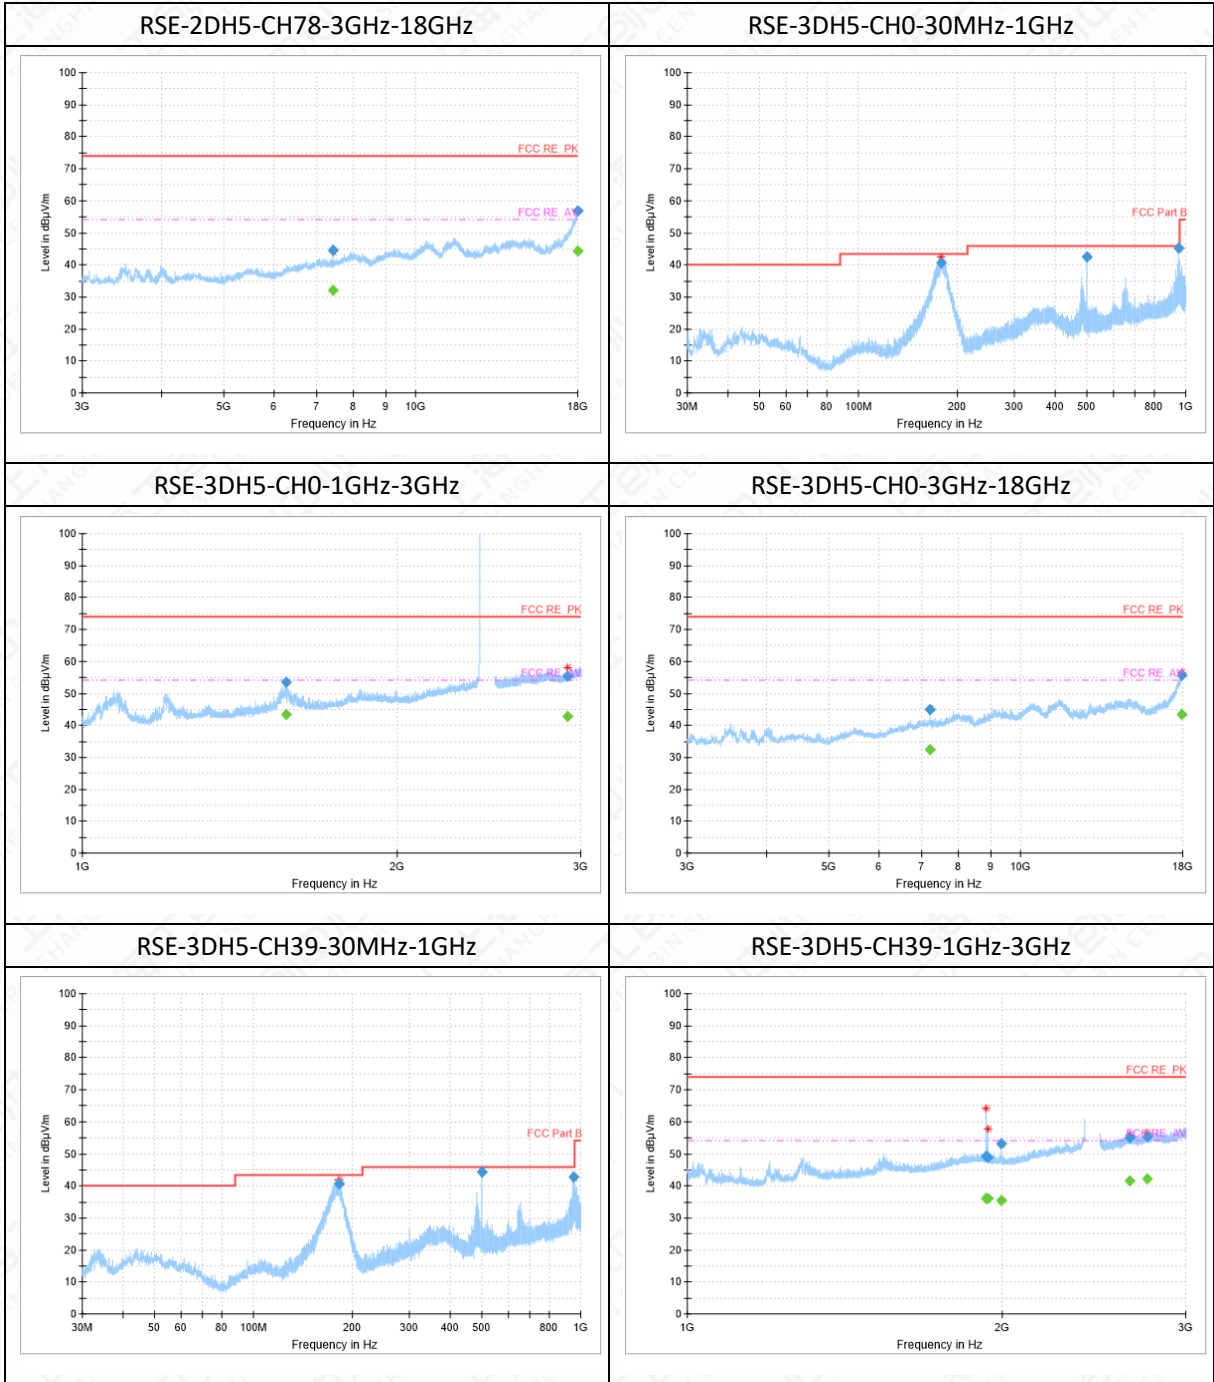 RSE-2DH5-CH78-3GHz-18GHz
RSE-3DH5-CH0-30MHz-1GHz
100
90
80
70
60
50
40
30
20
10
0
Level in dBµV/m
FCC RE PK
FCC RE AV
3G
5G
6
7
8
9
10G
18G
Frequency in Hz
100
90
80
70
60
50
40
30
20
10
0
Level in dBµV/m
FCC Part B
30M
50
60
80
100M
200
300
400
500
800
1G
Frequency in Hz
RSE-3DH5-CH0-1GHz-3GHz
RSE-3DH5-CH0-3GHz-18GHz
100
90
80
70
60
50
40
30
20
10
0
Level in dBµV/m
FCC RE PK
FCC RE AV
1G
2G
3G
Frequency in Hz
100
90
80
70
60
50
40
30
20
10
0
Level in dBµV/m
FCC RE PK
FCC RE AV
3G
5G
6
7
8
9
10G
18G
Frequency in Hz
RSE-3DH5-CH39-30MHz-1GHz
RSE-3DH5-CH39-1GHz-3GHz
100
90
80
70
60
50
40
30
20
10
0
Level in dBµV/m
FCC Part B
30M
50
60
80
100M
200
300
400
500
800
1G
Frequency in Hz
100
90
80
70
60
50
40
30
20
10
0
Level in dBµV/m
FCC RE PK
FCC RE AV
1G
2G
3G
Frequency in Hz